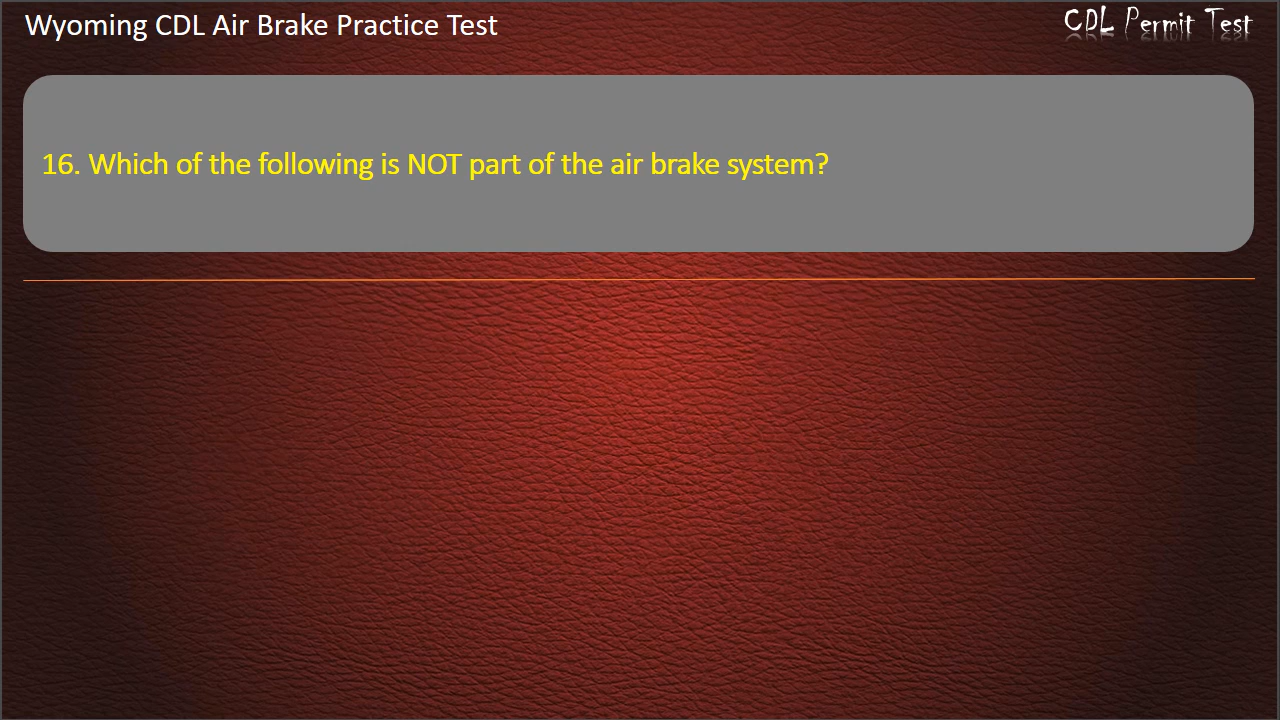 Wyoming CDL Air Brake Practice Test
CDL Permit Test
16. Which of the following is NOT part of the air brake system?